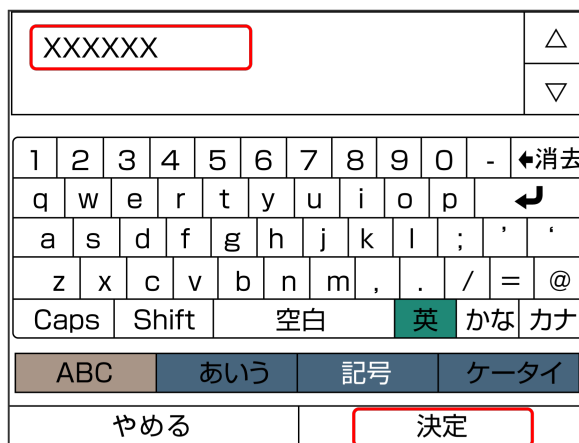 XXXXXX
△
▽
1 2 3 4 5 6 7 8 9 0 - 消去
q w e r t y u i o p
a s d f g h j k l ; ’ ‘
z x c v b n m , . / = @
Caps Shift 空白 英 かな カナ
ABC あいう 記号 ケータイ
やめる 決定